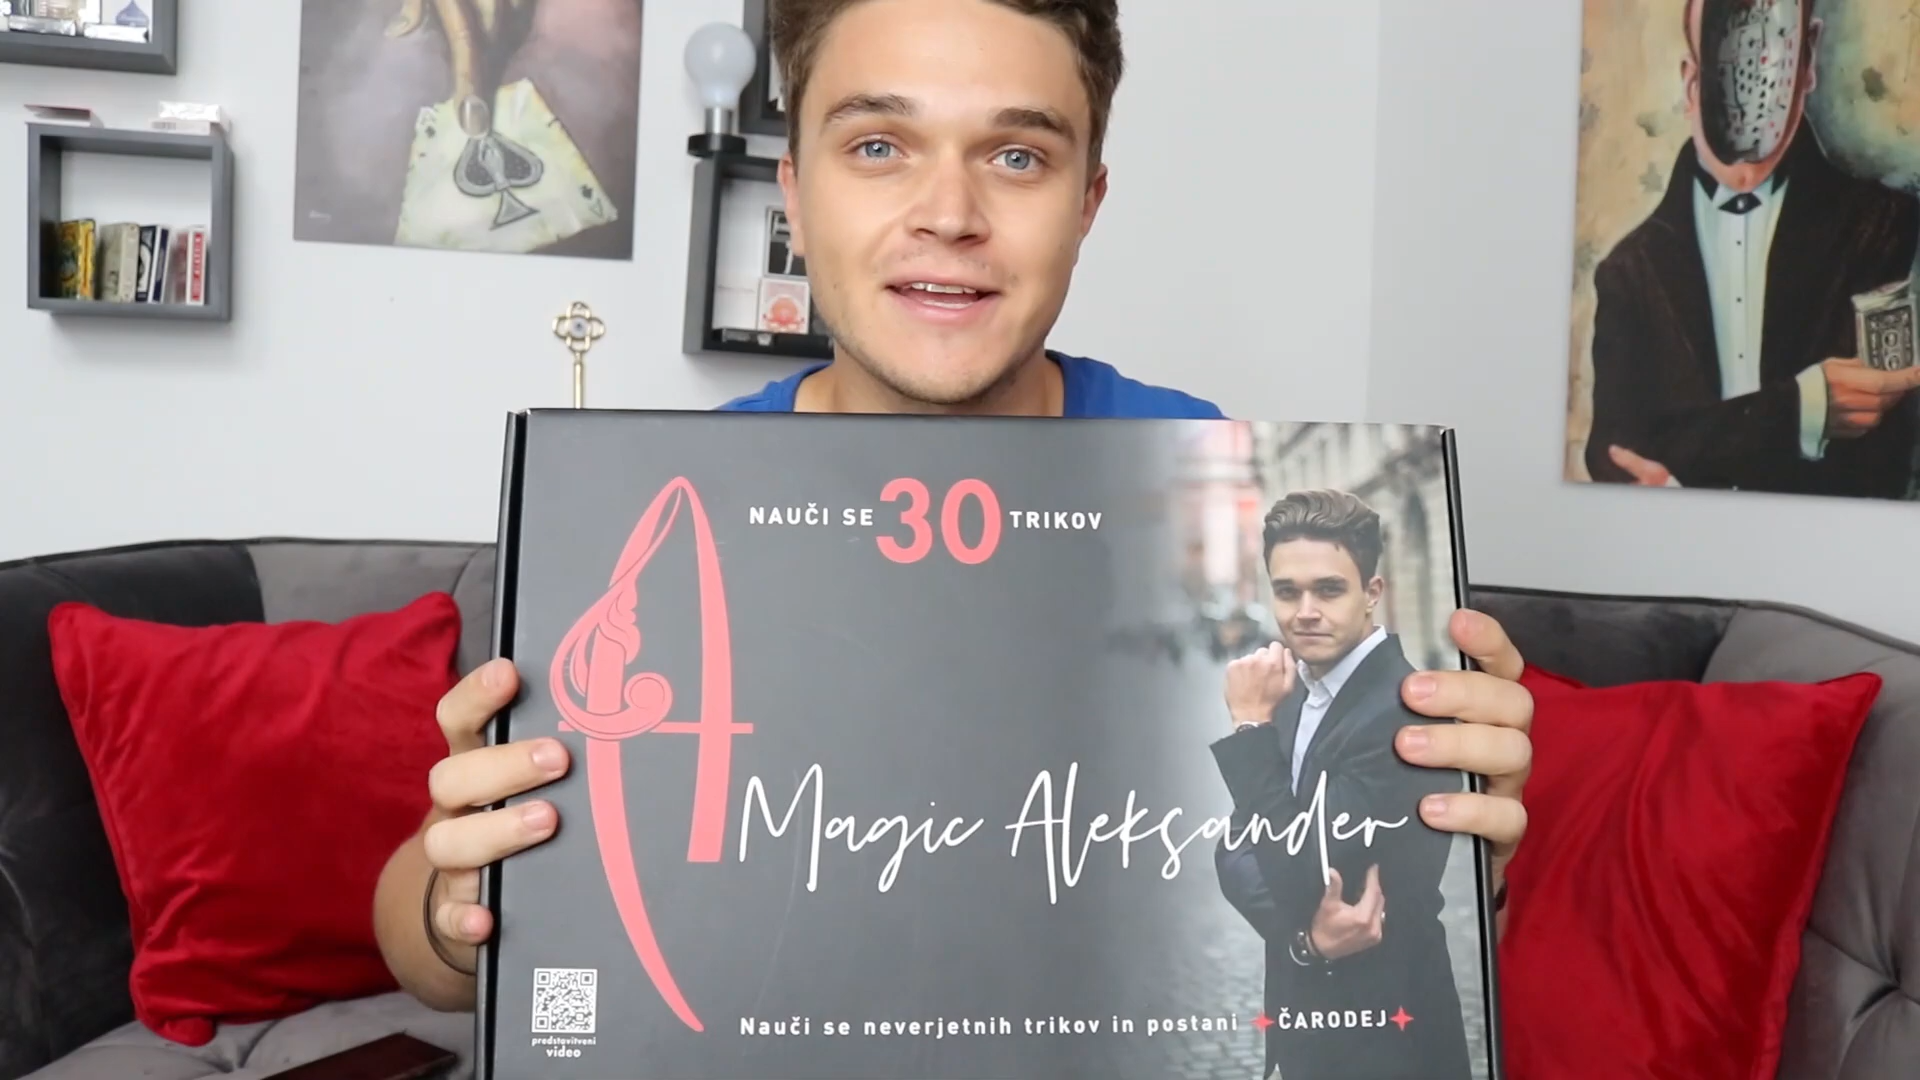 NAUČI SE 30 TRIKOV
Magic Aleksander
Nauči se neverjetnih trikov in postani ČARODEJ
predstavitveni
video